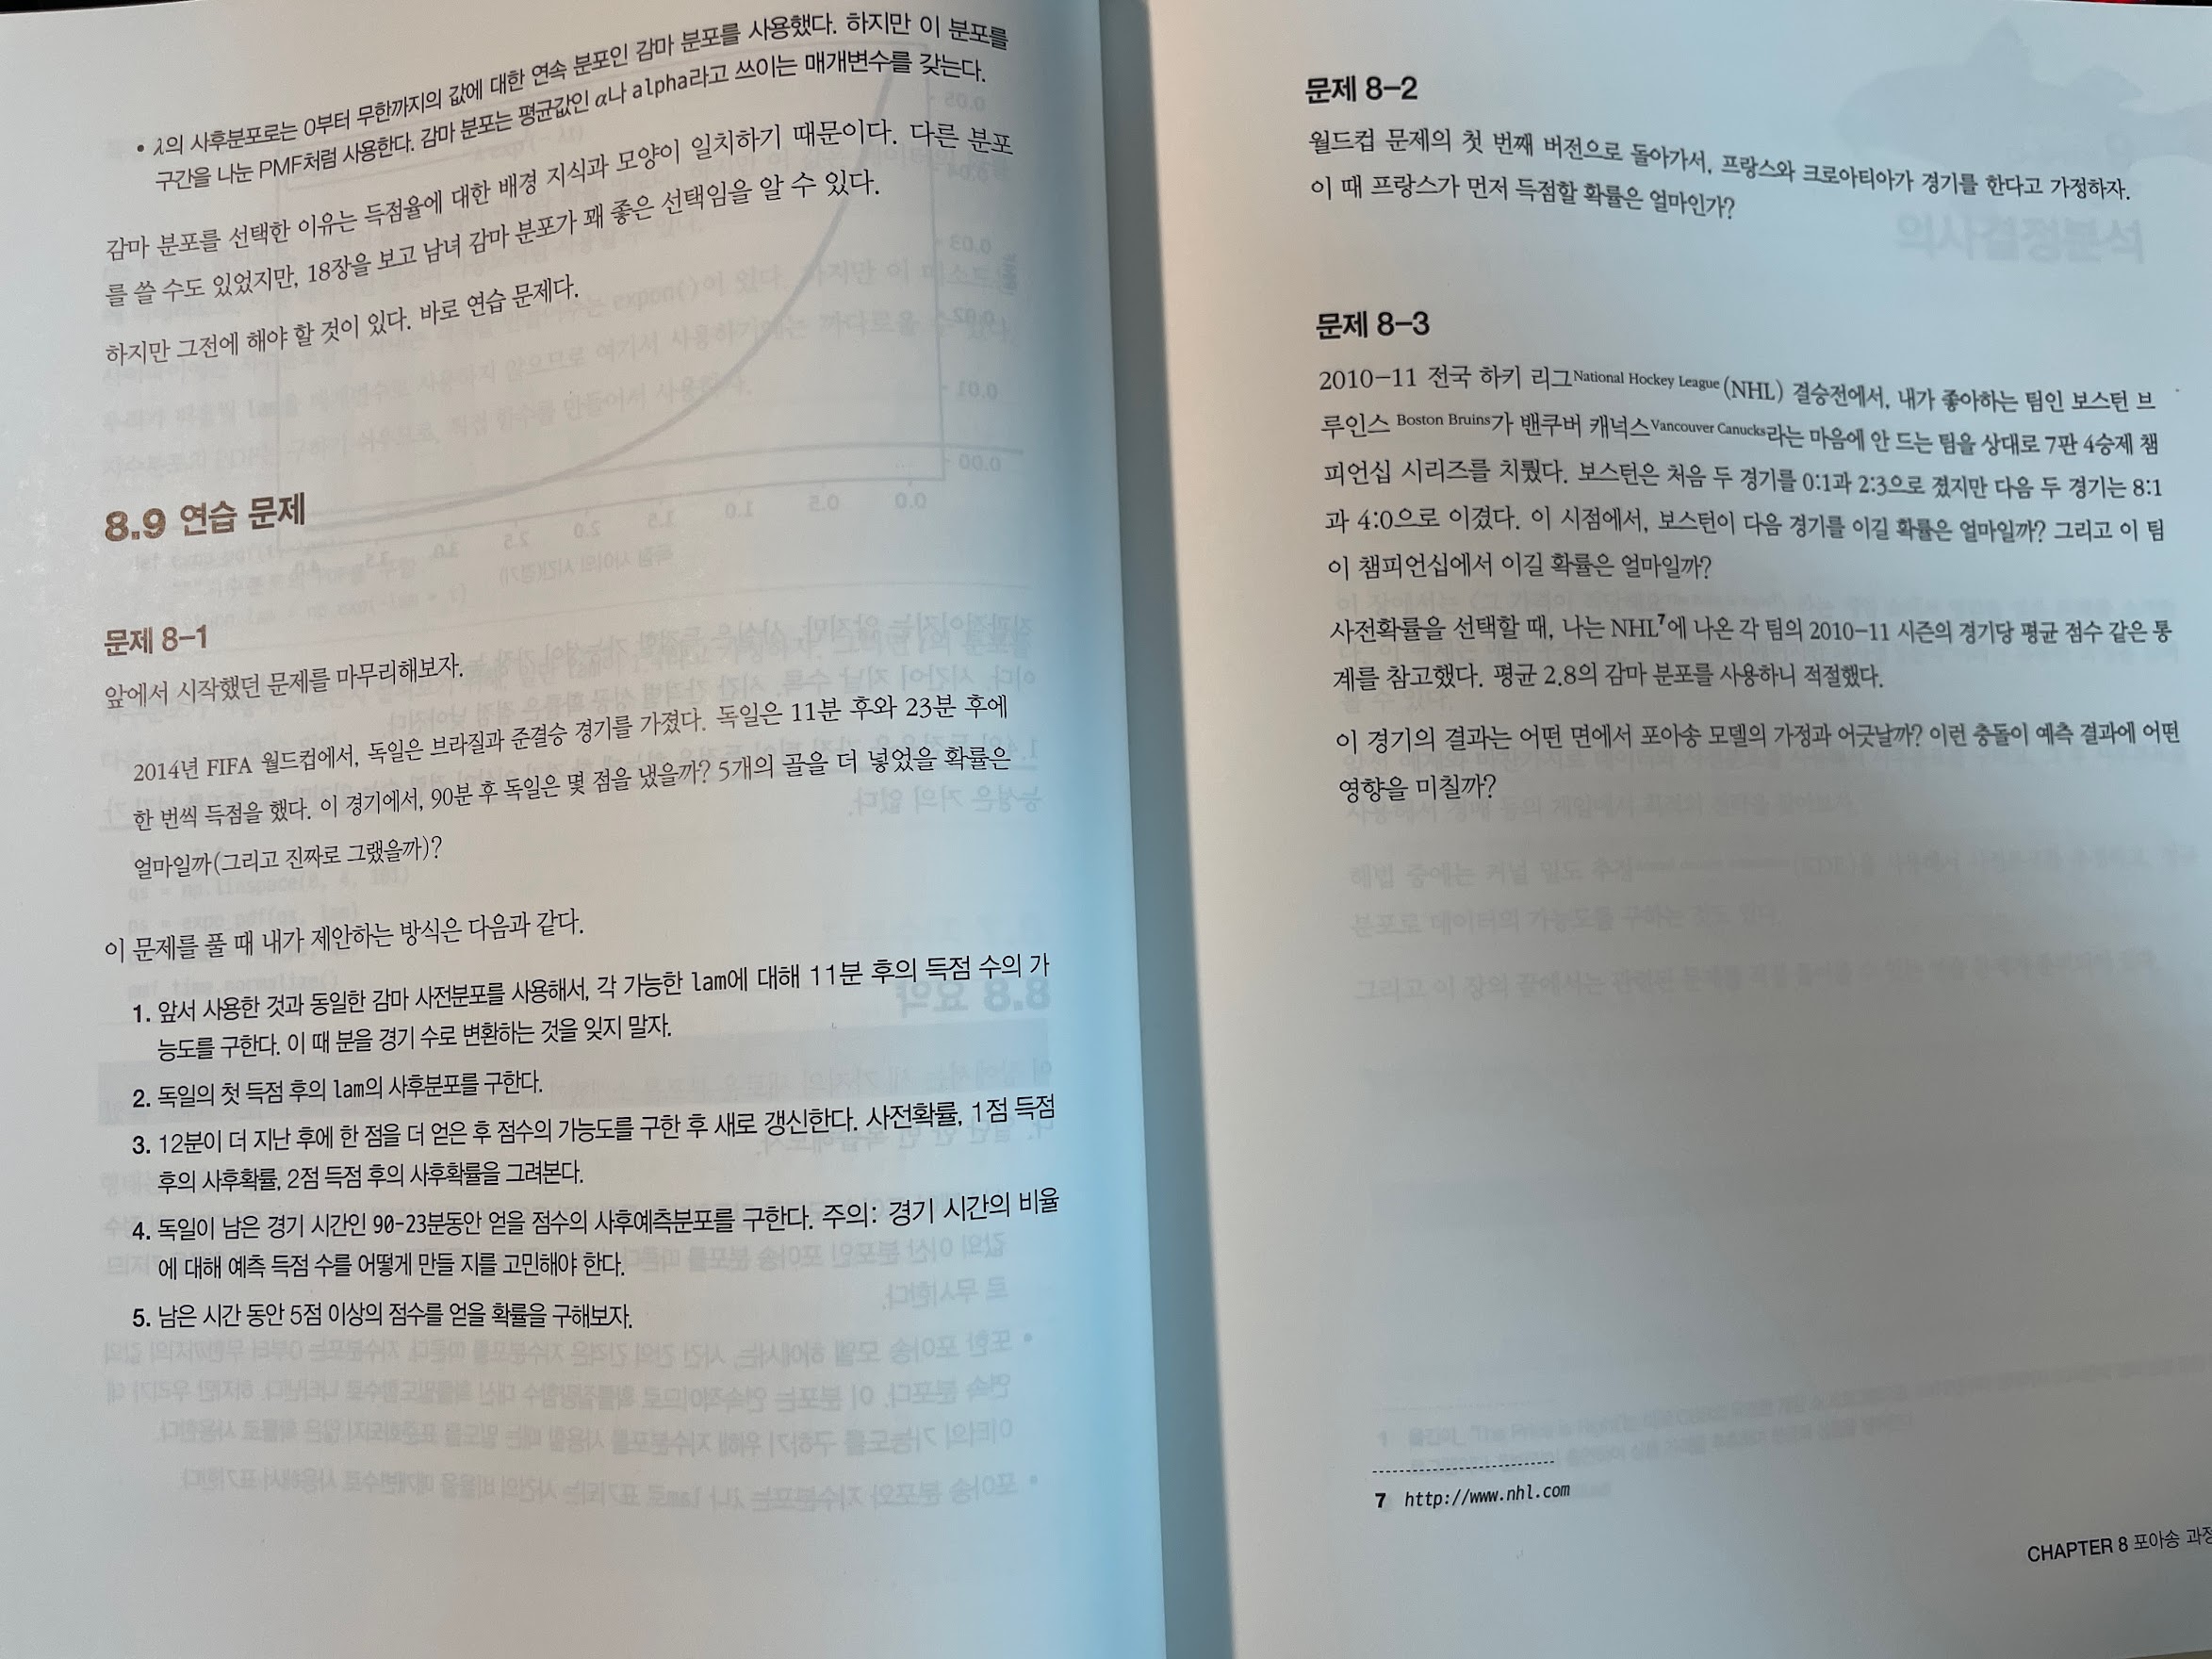 • λ의 사후분포로는 0부터 무한까지의 값에 대한 연속 분포인 감마 분포를 사용했다. 하지만 이 분포를
구간을 나눈 PMF처럼 사용한다. 감마 분포는 평균값인 α나 alpha라고 쓰이는 매개변수를 갖는다.
감마 분포를 선택한 이유는 득점율에 대한 배경 지식과 모양이 일치하기 때문이다. 다른 분포
를 쓸 수도 있었지만, 18장을 보고 남녀 감마 분포가 꽤 좋은 선택임을 알 수 있다.
하지만 그전에 해야 할 것이 있다. 바로 연습 문제다.
8.9 연습 문제
문제 8-1
앞에서 시작했던 문제를 마무리해보자.
2014년 FIFA 월드컵에서, 독일은 브라질과 준결승 경기를 가졌다. 독일은 11분 후와 23분 후에
한 번씩 득점을 했다. 이 경기에서, 90분 후 독일은 몇 점을 냈을까? 5개의 골을 더 넣었을 확률은
얼마일까(그리고 진짜로 그랬을까)?
이 문제를 풀 때 내가 제안하는 방식은 다음과 같다.
1. 앞서 사용한 것과 동일한 감마 사전분포를 사용해서, 각 가능한 lam에 대해 11분 후의 득점 수의 가
능도를 구한다. 이 때 분을 경기 수로 변환하는 것을 잊지 말자.
2. 독일의 첫 득점 후의 lam의 사후분포를 구한다.
3. 12분이 더 지난 후에 한 점을 더 얻은 후 점수의 가능도를 구한 후 새로 갱신한다. 사전확률, 1점 득점
후의 사후확률, 2점 득점 후의 사후확률을 그려본다.
4. 독일이 남은 경기 시간인 90-23분동안 얻을 점수의 사후예측분포를 구한다. 주의: 경기 시간의 비율
에 대해 예측 득점 수를 어떻게 만들 지를 고민해야 한다.
5. 남은 시간 동안 5점 이상의 점수를 얻을 확률을 구해보자.
문제 8-2
월드컵 문제의 첫 번째 버전으로 돌아가서, 프랑스와 크로아티아가 경기를 한다고 가정하자.
이 때 프랑스가 먼저 득점할 확률은 얼마인가?
문제 8-3
2010-11 전국 하키 리그National Hockey League(NHL) 결승전에서, 내가 좋아하는 팀인 보스턴 브
루인스 Boston Bruins가 밴쿠버 캐넉스Vancouver Canucks라는 마음에 안 드는 팀을 상대로 7판 4승제 챔
피언십 시리즈를 치뤘다. 보스턴은 처음 두 경기를 0:1과 2:3으로 졌지만 다음 두 경기는 8:1
과 4:0으로 이겼다. 이 시점에서, 보스턴이 다음 경기를 이길 확률은 얼마일까? 그리고 이 팀
이 챔피언십에서 이길 확률은 얼마일까?
사전확률을 선택할 때, 나는 NHL7에 나온 각 팀의 2010-11 시즌의 경기당 평균 점수 같은 통
계를 참고했다. 평균 2.8의 감마 분포를 사용하니 적절했다.
이 경기의 결과는 어떤 면에서 포아송 모델의 가정과 어긋날까? 이런 충돌이 예측 결과에 어떤
영향을 미칠까?
7 http://www.nhl.com
CHAPTER 8 포아송 과정